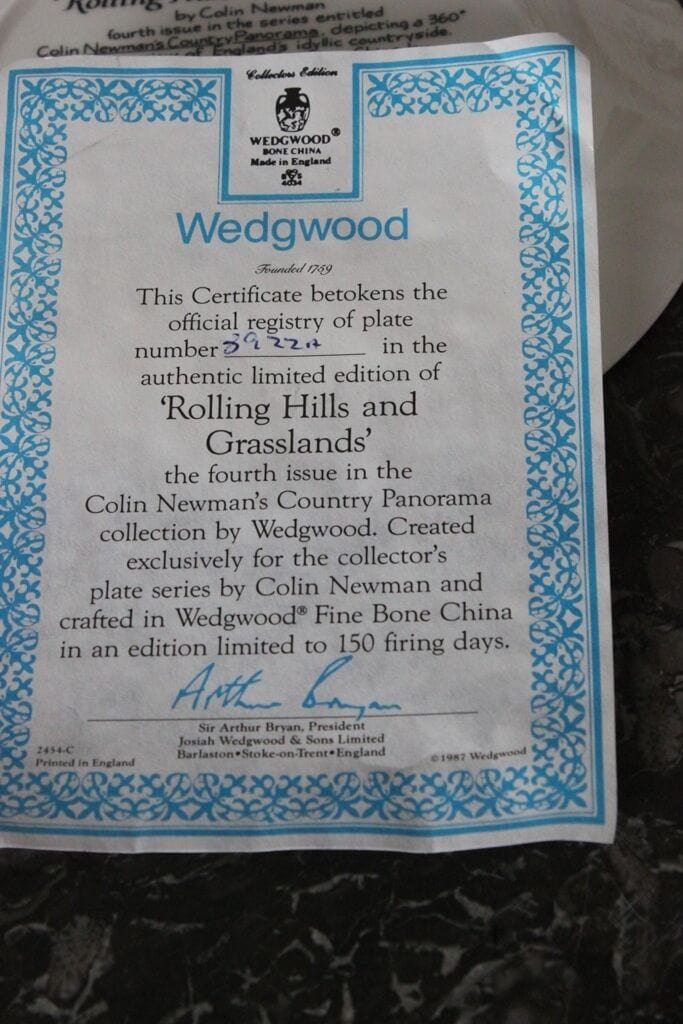 by Colin Newman
fourth issue in the series entitled
Colin Newman's Country Panorama, depicting a 360°
of England's idyllic countryside.
Collectors Edition
WEDGWOOD®
BONE CHINA
Made in England
4034
Wedgwood
Founded 1759
This Certificate betokens the
official registry of plate
number 3922A in the
authentic limited edition of
'Rolling Hills and
Grasslands'
the fourth issue in the
Colin Newman's Country Panorama
collection by Wedgwood. Created
exclusively for the collector's
plate series by Colin Newman and
crafted in Wedgwood® Fine Bone China
in an edition limited to 150 firing days.
Arthur Bryan
Sir Arthur Bryan, President
Josiah Wedgwood & Sons Limited
Barlaston•Stoke-on-Trent•England
2454-C
Printed in England
©1987 Wedgwood